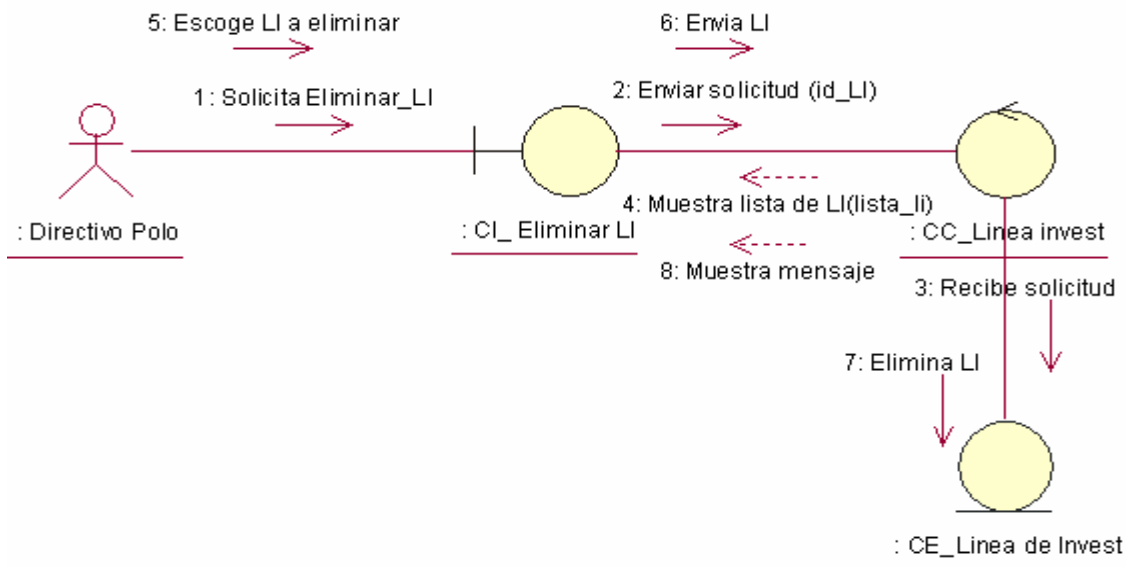 5: Escoge LI a eliminar
6: Envia LI
1: Solicita Eliminar_LI
2: Enviar solicitud (id_LI)
4: Muestra lista de LI(lista_li)
: Directivo Polo
: CI_ Eliminar LI
: CC_Linea invest
8: Muestra mensaje
3: Recibe solicitud
7: Elimina LI
: CE_Linea de Invest